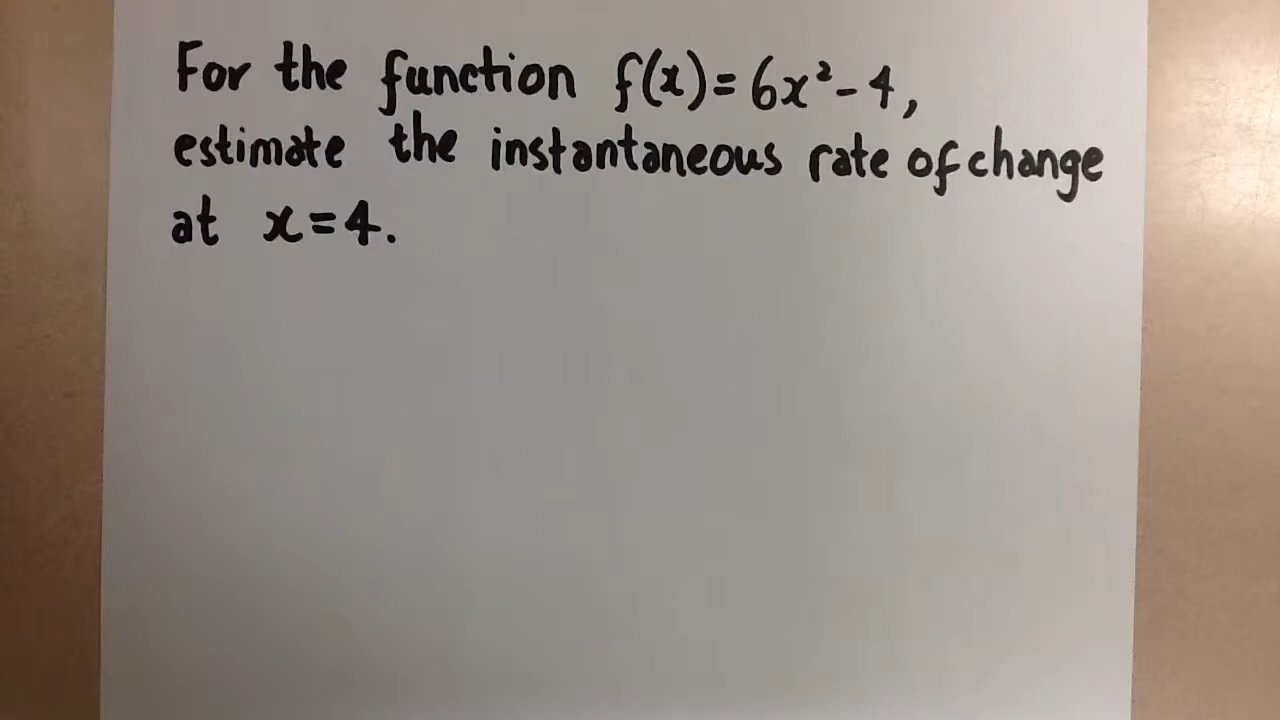 For the function f(x)=6x²-4,
estimate the instantaneous rate of change
at x=4.